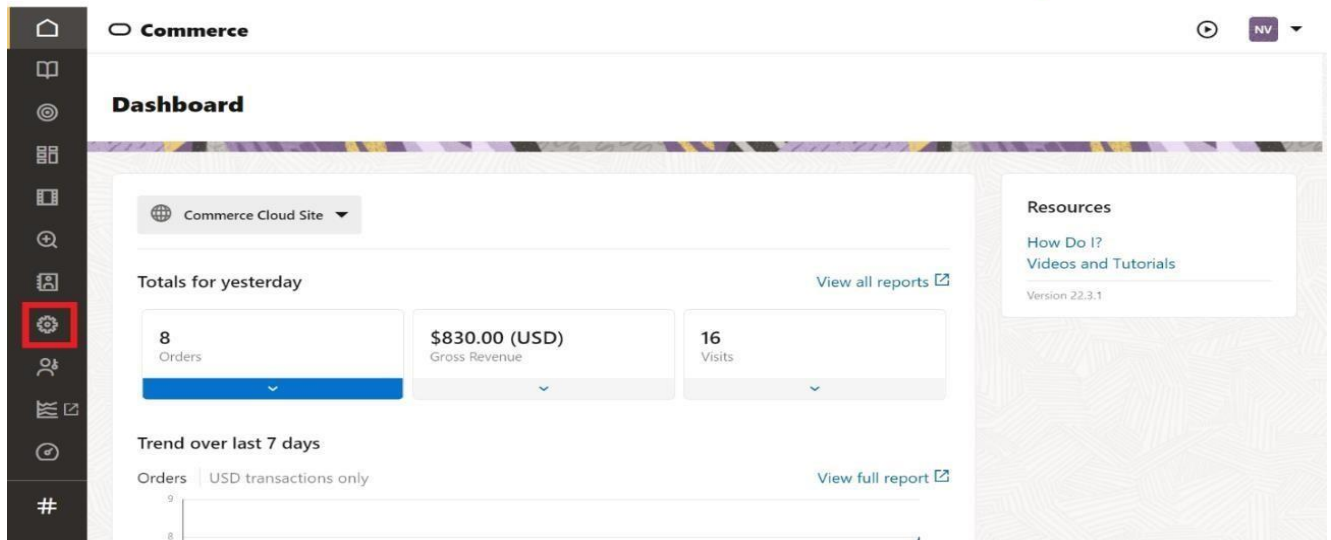 Commerce
NV
Dashboard
Commerce Cloud Site
Totals for yesterday
View all reports
8
Orders
$830.00 (USD)
Gross Revenue
16
Visits
Trend over last 7 days
Orders USD transactions only
View full report
9
8
Resources
How Do I?
Videos and Tutorials
Version 22.3.1
#